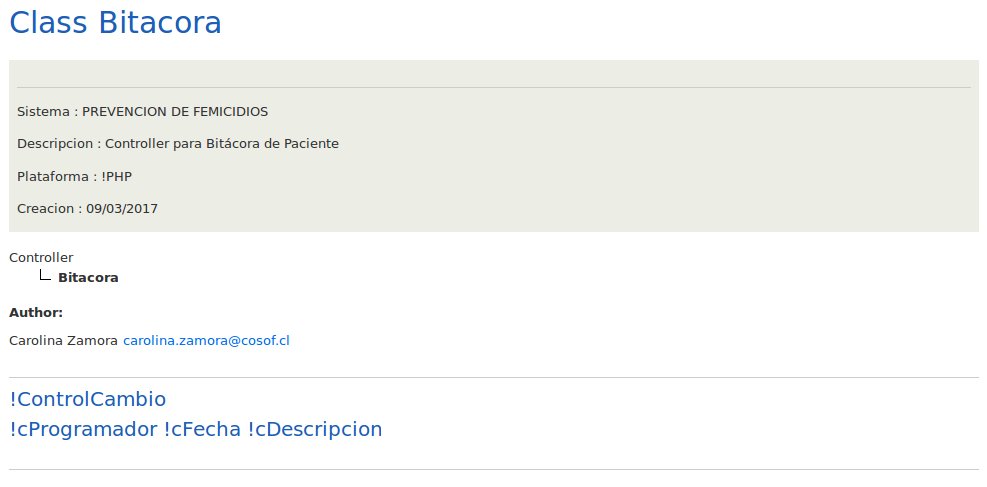 Class Bitacora
Sistema : PREVENCION DE FEMICIDIOS
Descripcion : Controller para Bitácora de Paciente
Plataforma : !PHP
Creacion : 09/03/2017
Controller
Bitacora
Author:
Carolina Zamora carolina.zamora@cosof.cl
!ControlCambio
!cProgramador !cFecha !cDescripcion